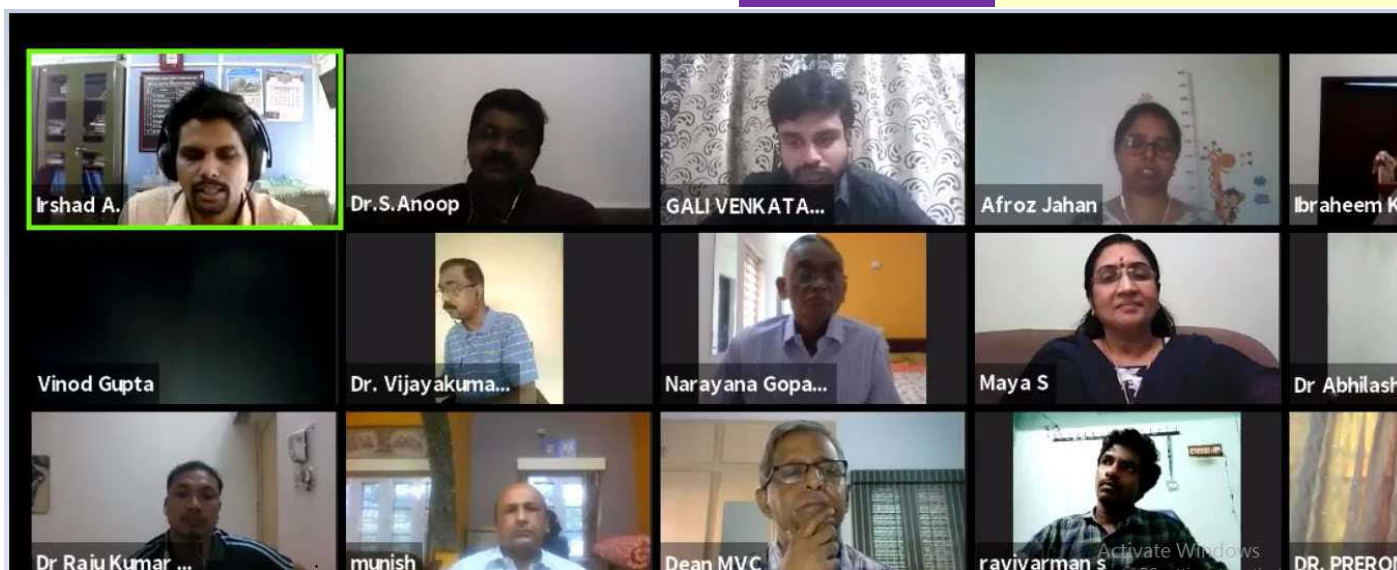 Irshad A.
Dr.S.Anoop
GALI VENKATA...
Afroz Jahan
Ibraheem K
Vinod Gupta
Dr. Vijayakuma...
Narayana Gopa...
Maya S
Dr Abhilash
Dr Raju Kumar ...
munish
Dean MVC
ravivarman s
DR. PREROI
Activate Windows